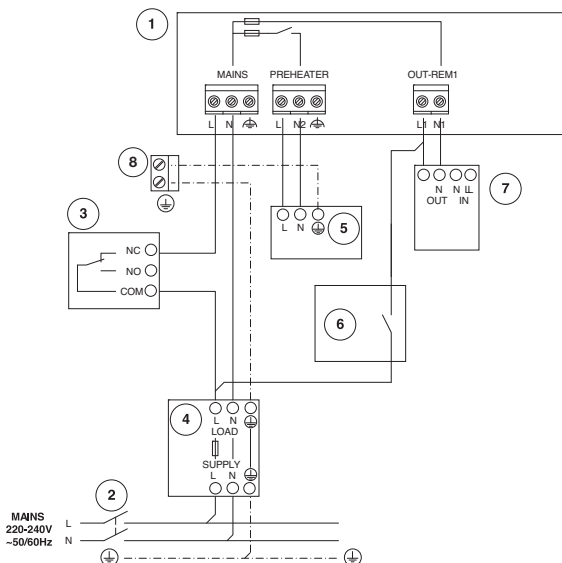 1
MAINS PREHEATER OUT-REM1
L N L N2 L1 N1
8
3
NC
NO
COM
L N
5
N N L
OUT IN
7
6
4
L N
LOAD
SUPPLY
L N
2
MAINS
220-240V
~50/60Hz
L
N